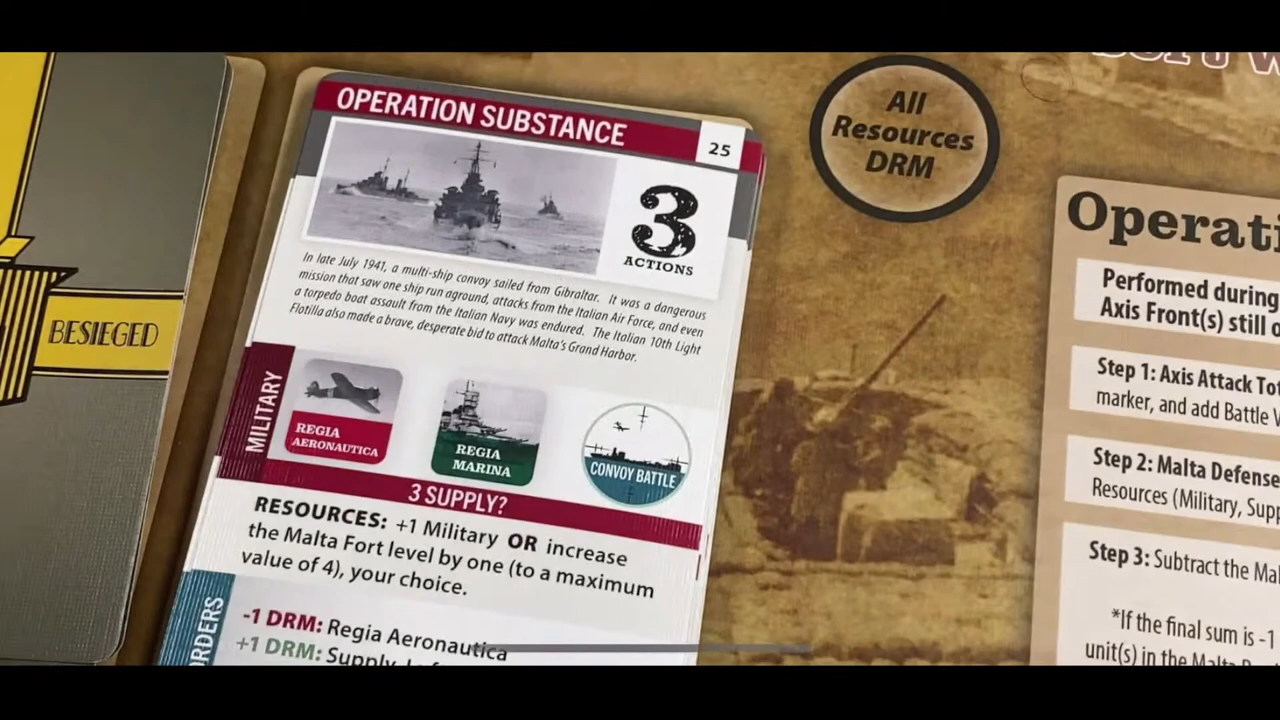 OPERATION SUBSTANCE
25
3
ACTIONS
In late July 1941, a multi-ship convoy sailed from Gibraltar. It was a dangerous
mission that saw one ship run aground, attacks from the Italian Air Force, and even
a torpedo boat assault from the Italian Navy was endured. The Italian 10th Light
Flotilla also made a brave, desperate bid to attack Malta's Grand Harbor.
MILITARY
REGIA
AERONAUTICA
REGIA
MARINA
CONVOY BATTLE
3 SUPPLY?
RESOURCES: +1 Military OR increase
the Malta Fort level by one (to a maximum
value of 4), your choice.
-1 DRM: Regia Aeronautica
+1 DRM: Supply,
BESIEGED
All
Resources
DRM
Operati
Performed during
Axis Front(s) still o
Step 1: Axis Attack Tot
marker, and add Battle V
Step 2: Malta Defense
Resources (Military, Supp
Step 3: Subtract the Mal
*If the final sum is -1
unit(s) in the Malta